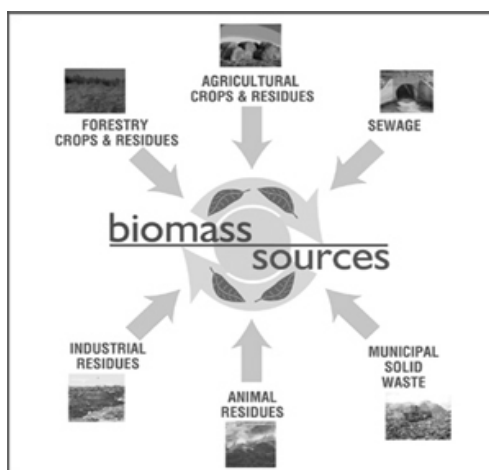 AGRICULTURAL
CROPS & RESIDUES
FORESTRY
CROPS & RESIDUES
SEWAGE
biomass
sources
INDUSTRIAL
RESIDUES
ANIMAL
RESIDUES
MUNICIPAL
SOLID
WASTE